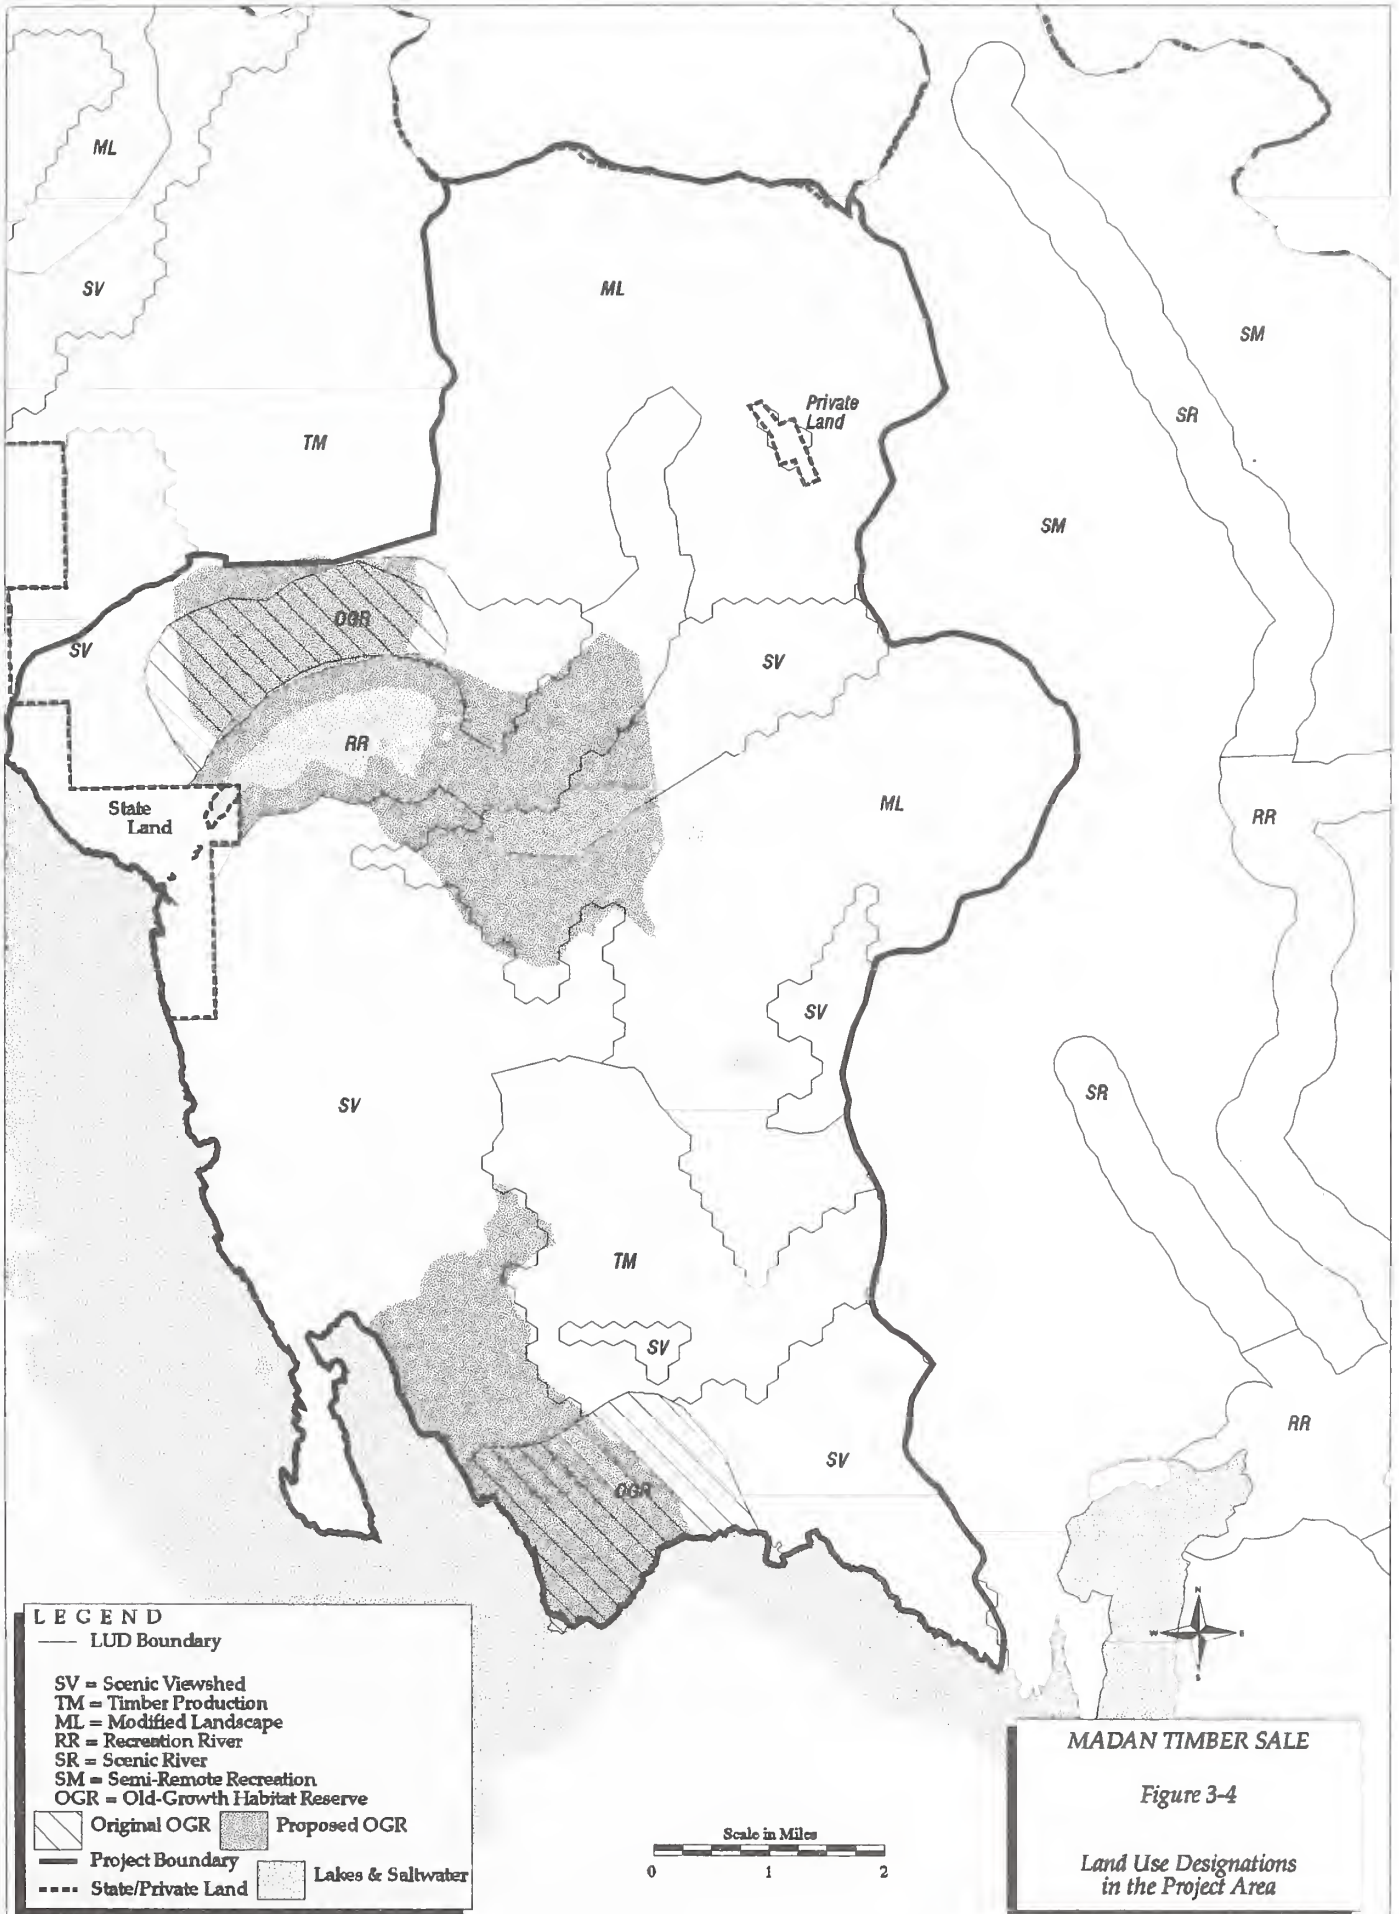 ML
SV
ML
SM
Private
Land
SR
TM
SM
OGR
SV
SV
RR
State
Land
ML
RR
SV
SV
SR
TM
SV
RR
SV
OGR
LEGEND
LUD Boundary
SV = Scenic Viewshed
TM = Timber Production
ML = Modified Landscape
RR = Recreation River
SR = Scenic River
SM = Semi-Remote Recreation
OGR = Old-Growth Habitat Reserve
Original OGR Proposed OGR
Project Boundary
Lakes & Saltwater
State/Private Land
Scale in Miles
0 1 2
N
W E
S
MADAN TIMBER SALE
Figure 3-4
Land Use Designations
in the Project Area